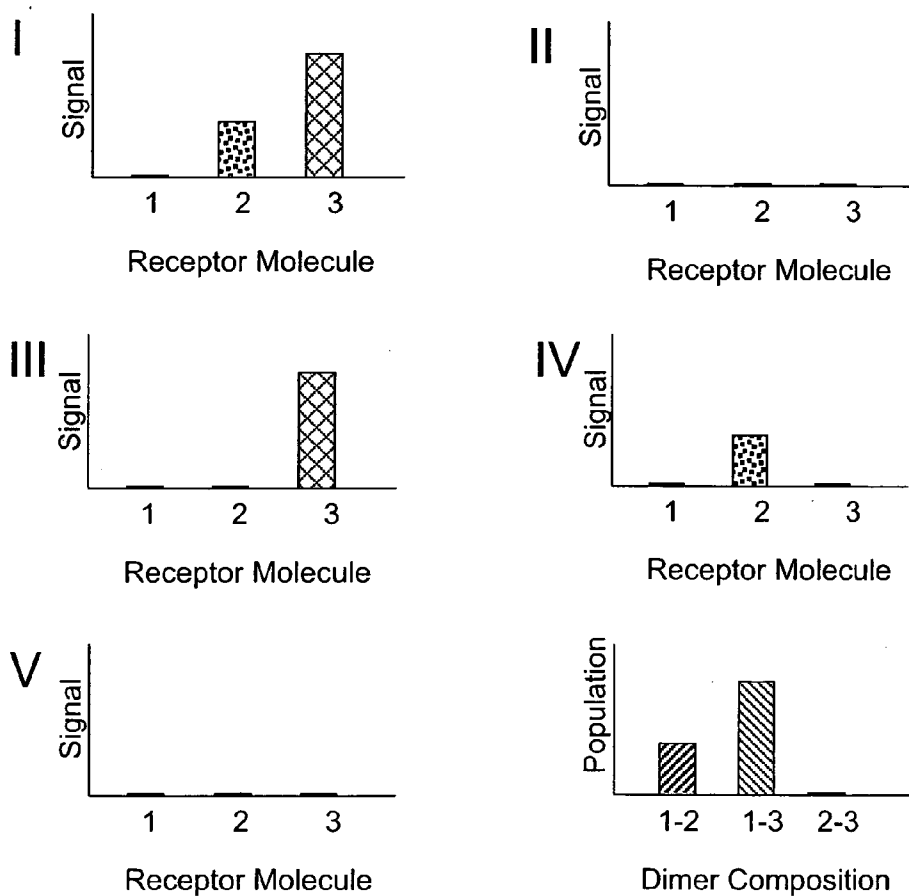 I
Signal
1 2 3
Receptor Molecule
II
Signal
1 2 3
Receptor Molecule
III
Signal
1 2 3
Receptor Molecule
IV
Signal
1 2 3
Receptor Molecule
V
Signal
1 2 3
Receptor Molecule
Population
1-2 1-3 2-3
Dimer Composition